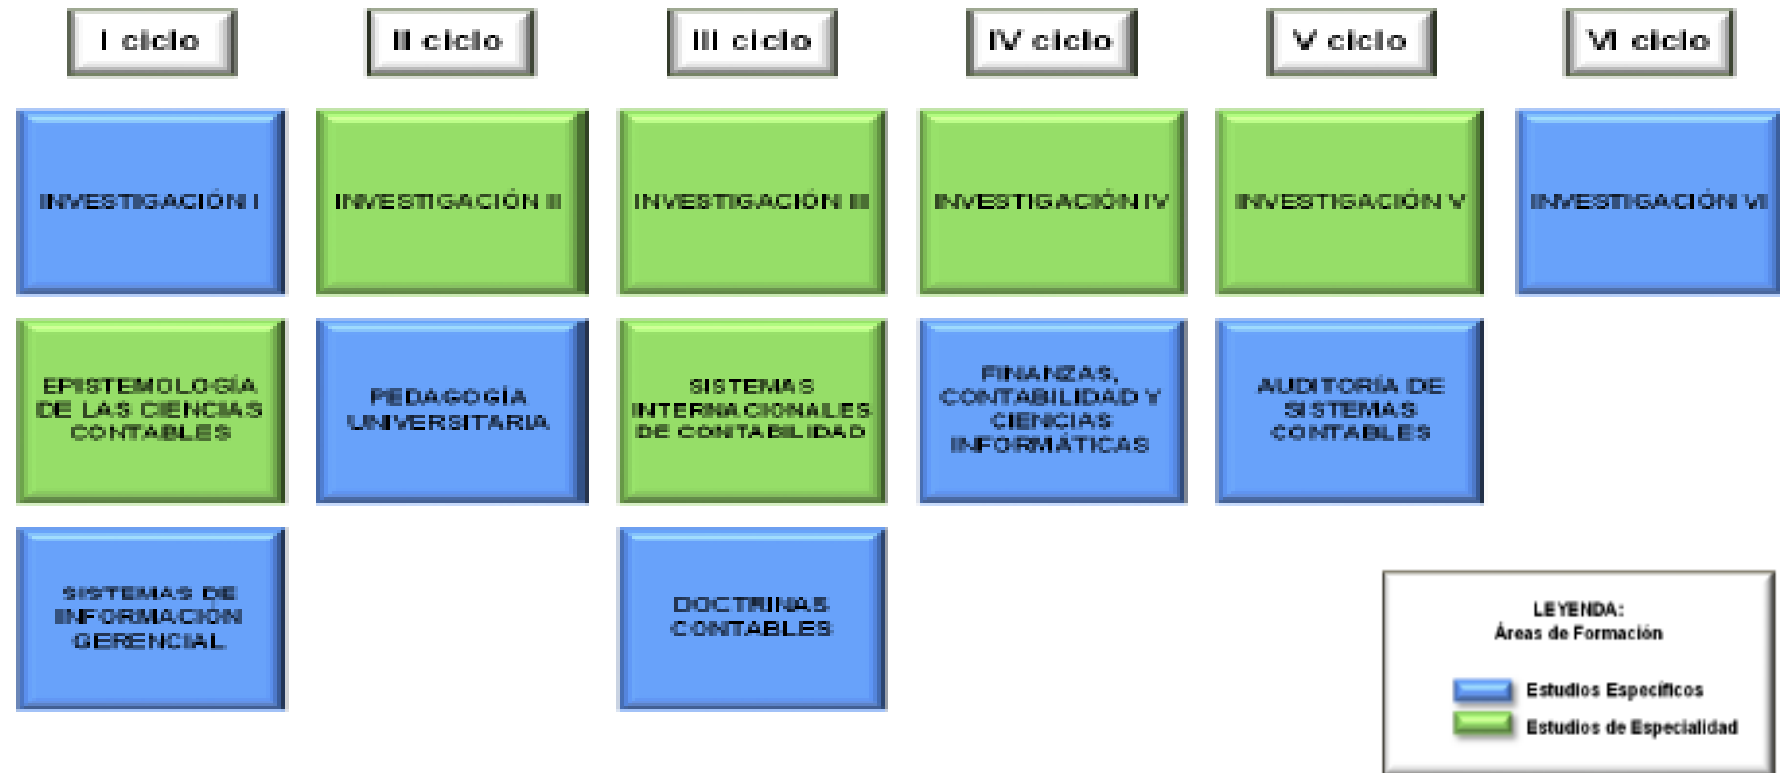 I ciclo
II ciclo
III ciclo
IV ciclo
V ciclo
VI ciclo
INVESTIGACIÓN I
INVESTIGACIÓN II
INVESTIGACIÓN III
INVESTIGACIÓN IV
INVESTIGACIÓN V
INVESTIGACIÓN VI
EPISTEMOLOGÍA
DE LAS CIENCIAS
CONTABLES
PEDAGOGÍA
UNIVERSITARIA
SISTEMAS
INTERNACIONALES
DE CONTABILIDAD
FINANZAS,
CONTABILIDAD Y
CIENCIAS
INFORMÁTICAS
AUDITORÍA DE
SISTEMAS
CONTABLES
SISTEMAS DE
INFORMACIÓN
GERENCIAL
DOCTRINAS
CONTABLES
LEYENDA:
Áreas de Formación
Estudios Específicos
Estudios de Especialidad